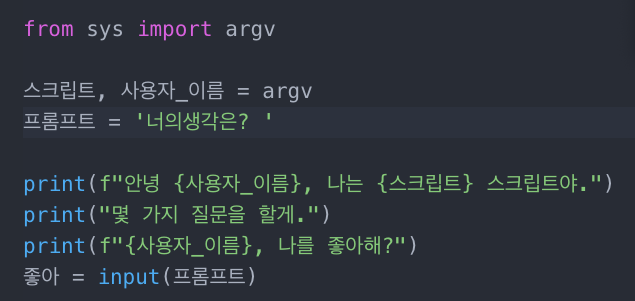 from sys import argv
스크립트, 사용자_이름 = argv
프롬프트 = '너의생각은? '
print(f"안녕 {사용자_이름}, 나는 {스크립트} 스크립트야.")
print("몇 가지 질문을 할게.")
print(f"{사용자_이름}, 나를 좋아해?")
좋아 = input(프롬프트)